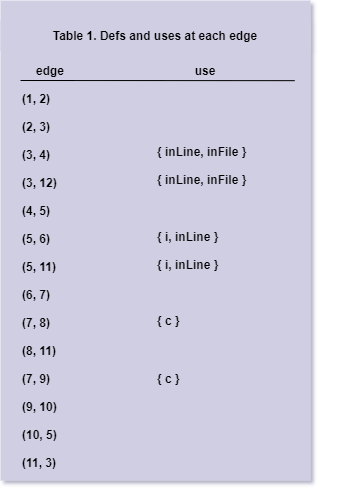 Table 1. Defs and uses at each edge
edge use
(1, 2)
(2, 3)
(3, 4) { inLine, inFile }
(3, 12) { inLine, inFile }
(4, 5)
(5, 6) { i, inLine }
(5, 11) { i, inLine }
(6, 7)
(7, 8) { c }
(8, 11)
(7, 9) { c }
(9, 10)
(10, 5)
(11, 3)